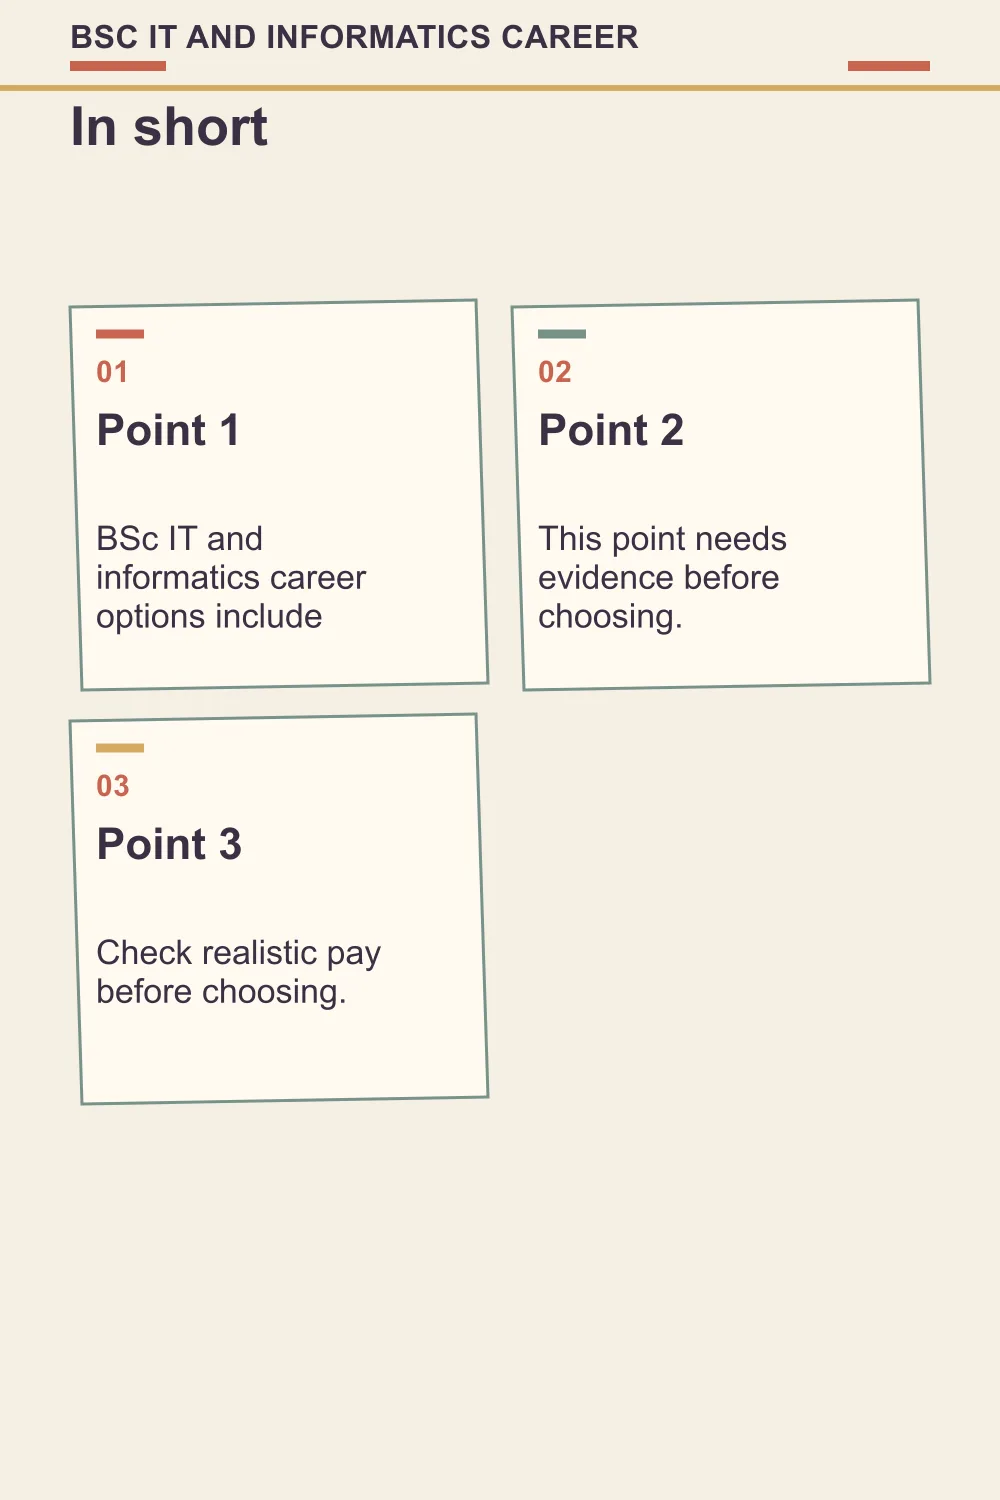 BSC IT AND INFORMATICS CAREER
In short
01
Point 1
BSc IT and
informatics career
options include
02
Point 2
This point needs
evidence before
choosing.
03
Point 3
Check realistic pay
before choosing.